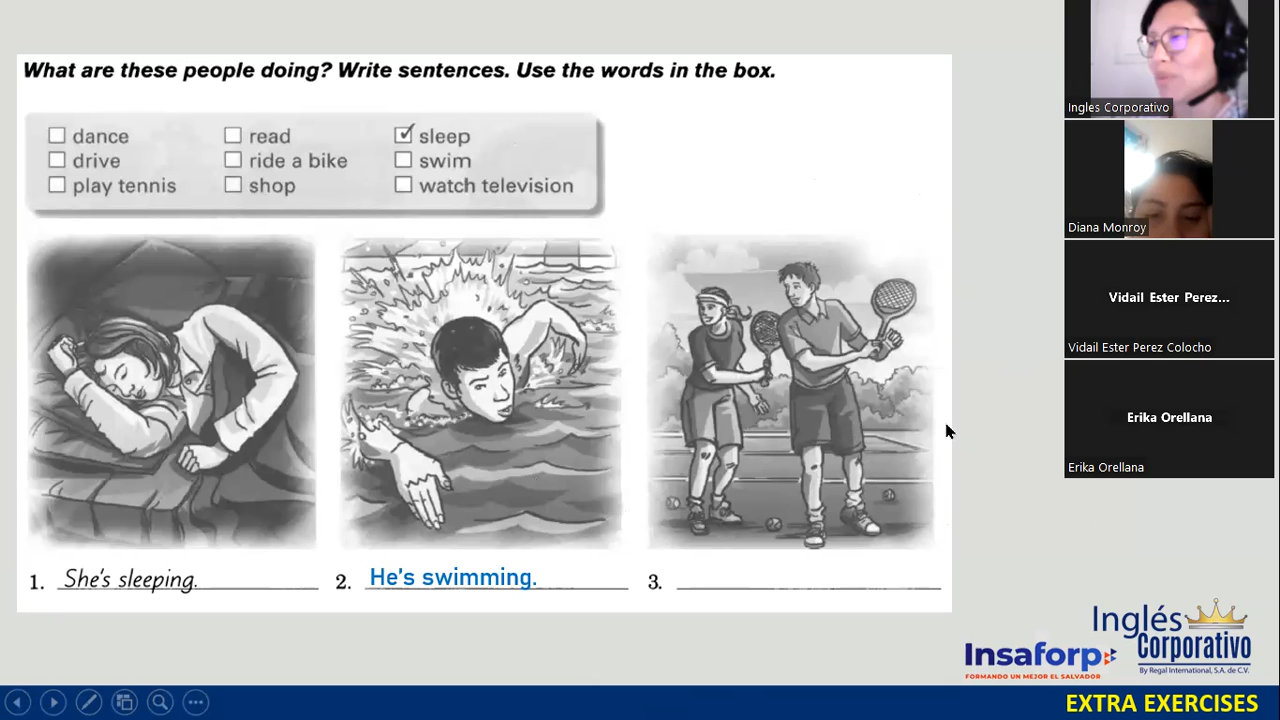 What are these people doing? Write sentences. Use the words in the box.
dance read sleep
drive ride a bike swim
play tennis shop watch television
1. She's sleeping. 2. He's swimming. 3.
Ingles Corporativo
Diana Monroy
Vidail Ester Perez...
Vidail Ester Perez Colocho
Erika Orellana
Erika Orellana
Inglés
Corporativo
By Regal International, S.A. de C.V.
Insaforp
FORMANDO UN MEJOR EL SALVADOR
EXTRA EXERCISES